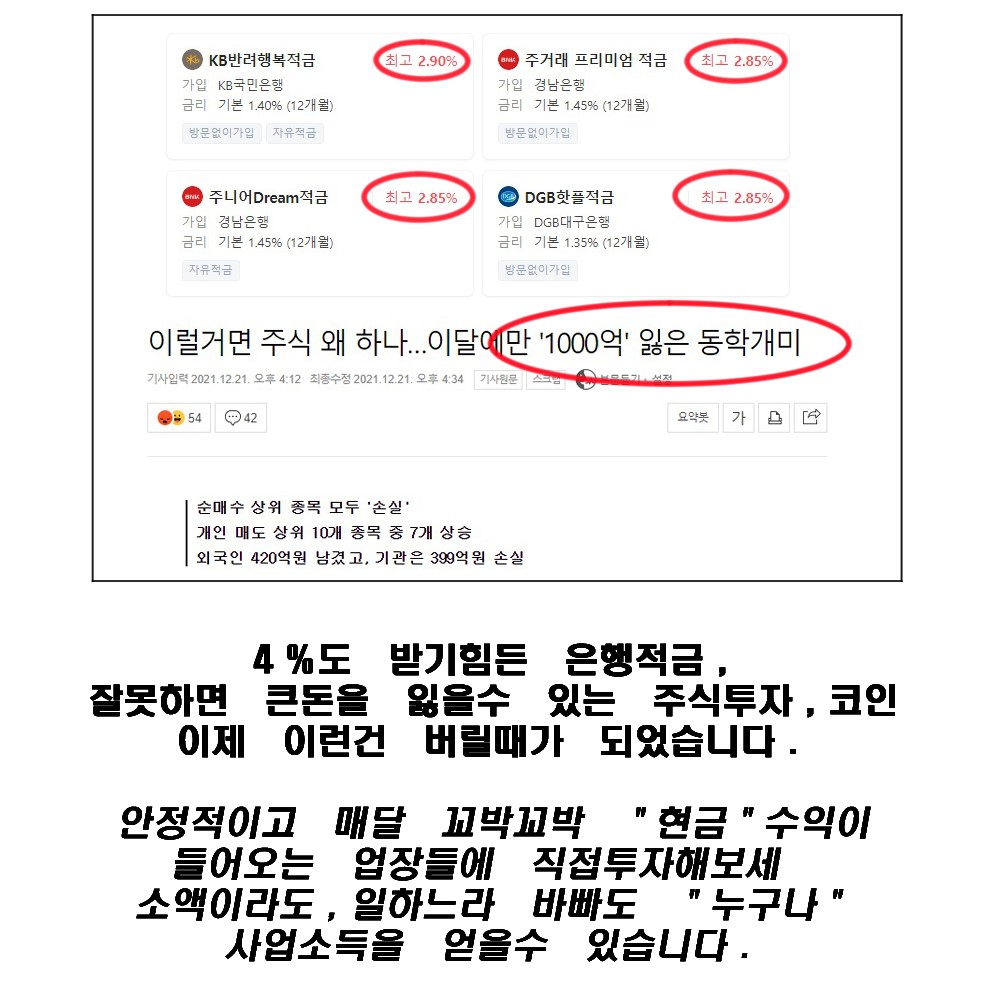 KB반려행복적금 최고 2.90%
가입 KB국민은행
금리 기본 1.40% (12개월)
방문없이가입 자유적금
BNK 주거래 프리미엄 적금 최고 2.85%
가입 경남은행
금리 기본 1.45% (12개월)
방문없이가입
BNK 주니어Dream적금 최고 2.85%
가입 경남은행
금리 기본 1.45% (12개월)
자유적금
DGB DGB핫플적금 최고 2.85%
가입 DGB대구은행
금리 기본 1.35% (12개월)
방문없이가입
이럴거면 주식 왜 하나...이달에만 '1000억' 잃은 동학개미
기사입력 2021.12.21. 오후 4:12 최종수정 2021.12.21. 오후 4:34 기사원문 스크랩 본문듣기 · 설정
54 42 요약봇 가
순매수 상위 종목 모두 '손실'
개인 매도 상위 10개 종목 중 7개 상승
외국인 420억원 남겼고, 기관은 399억원 손실
4%도 받기힘든 은행적금,
잘못하면 큰돈을 잃을수 있는 주식투자, 코인
이제 이런건 버릴때가 되었습니다.
안정적이고 매달 꼬박꼬박 "현금"수익이
들어오는 업장들에 직접투자해보세
소액이라도, 일하느라 바빠도 "누구나"
사업소득을 얻을수 있습니다.